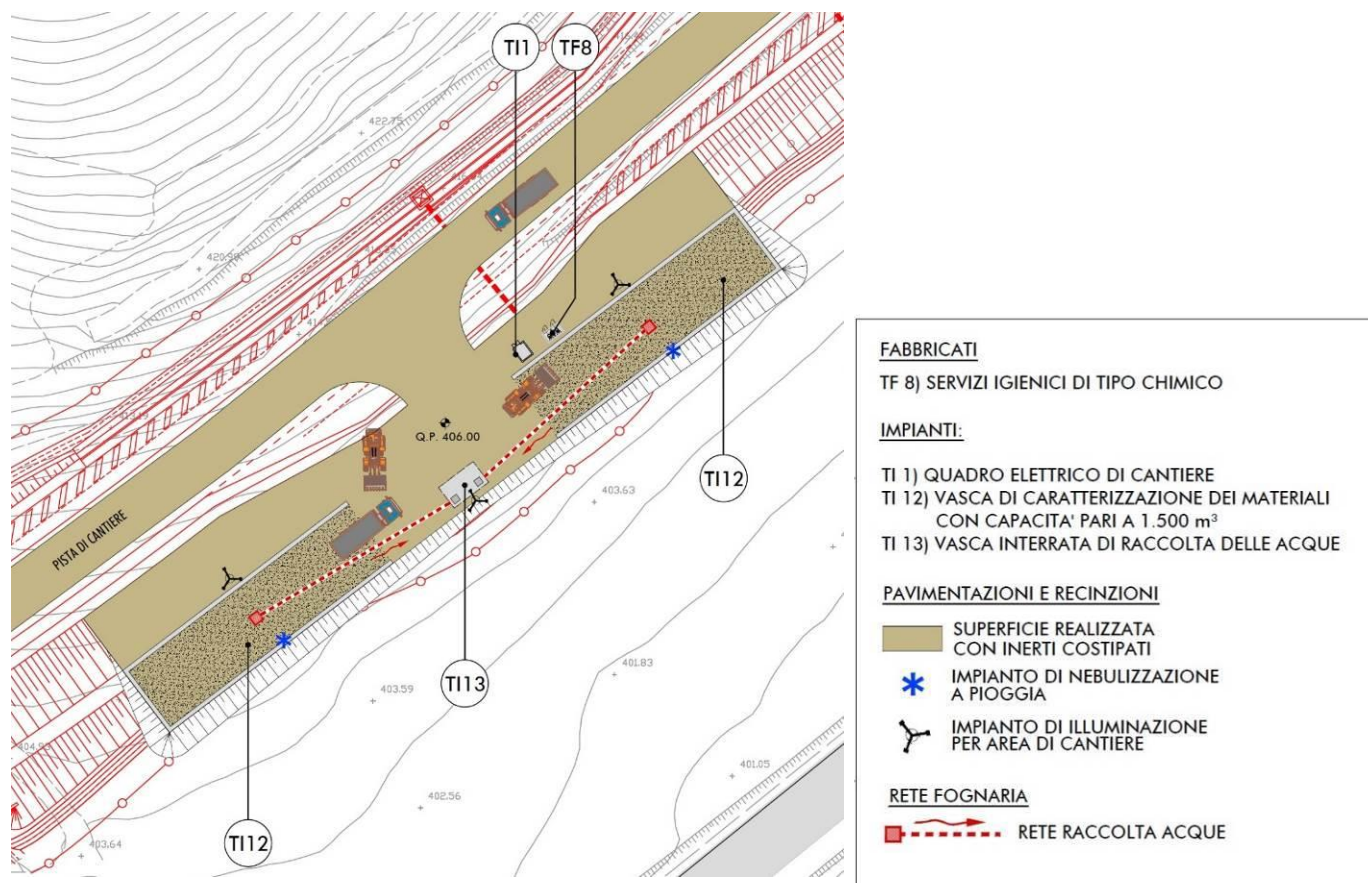 TI1
TF8
422.75
420.98
Q.P. 406.00
TI12
403.63
PISTA DI CANTIERE
TI13
401.83
403.59
401.05
402.56
TI12
403.64
FABBRICATI
TF 8) SERVIZI IGIENICI DI TIPO CHIMICO
IMPIANTI:
TI 1) QUADRO ELETTRICO DI CANTIERE
TI 12) VASCA DI CARATTERIZZAZIONE DEI MATERIALI
CON CAPACITA' PARI A 1.500 m³
TI 13) VASCA INTERRATA DI RACCOLTA DELLE ACQUE
PAVIMENTAZIONI E RECINZIONI
SUPERFICIE REALIZZATA
CON INERTI COSTIPATI
IMPIANTO DI NEBULIZZAZIONE
A PIOGGIA
IMPIANTO DI ILLUMINAZIONE
PER AREA DI CANTIERE
RETE FOGNARIA
RETE RACCOLTA ACQUE